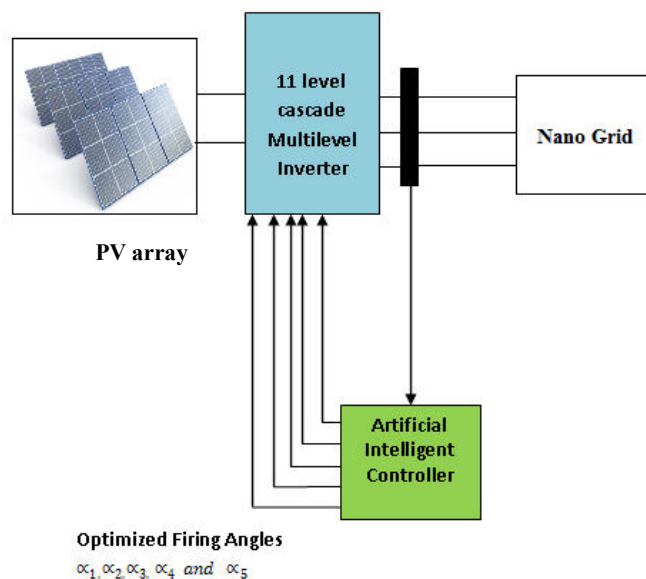 11 level
cascade
Multilevel
Inverter
Nano Grid
PV array
Artificial
Intelligent
Controller
Optimized Firing Angles
∝₁, ∝₂, ∝₃, ∝₄ and ∝₅